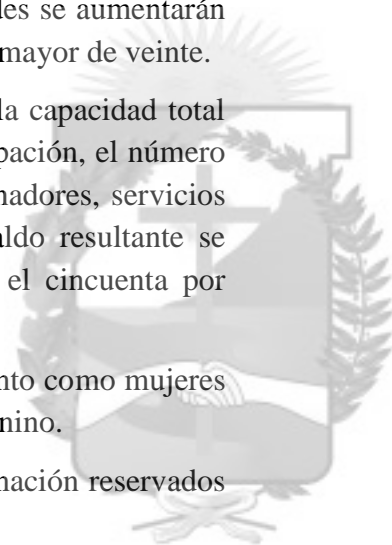 des se aumentarán
mayor de veinte.
la capacidad total
pación, el número
nadores, servicios
aldo resultante se
el cincuenta por
nto como mujeres
nino.
nación reservados